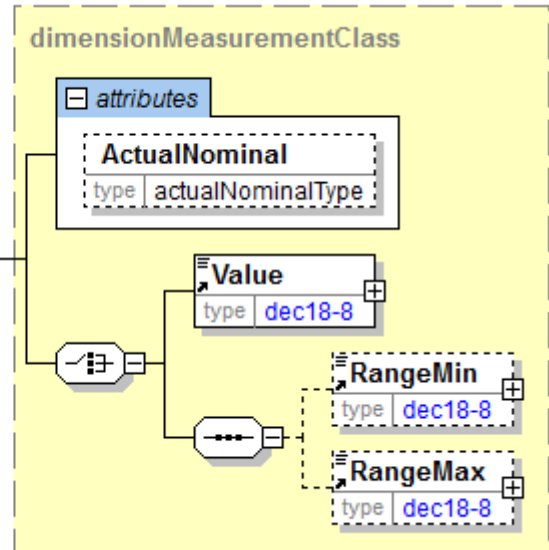 dimensionMeasurementClass
attributes
ActualNominal
type actualNominalType
Value
type dec18-8
RangeMin
type dec18-8
RangeMax
type dec18-8